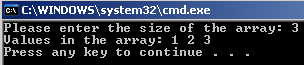 C:\WINDOWS\system32\cmd.exe
Please enter the size of the array: 3
Values in the array: 1 2 3
Press any key to continue . . .